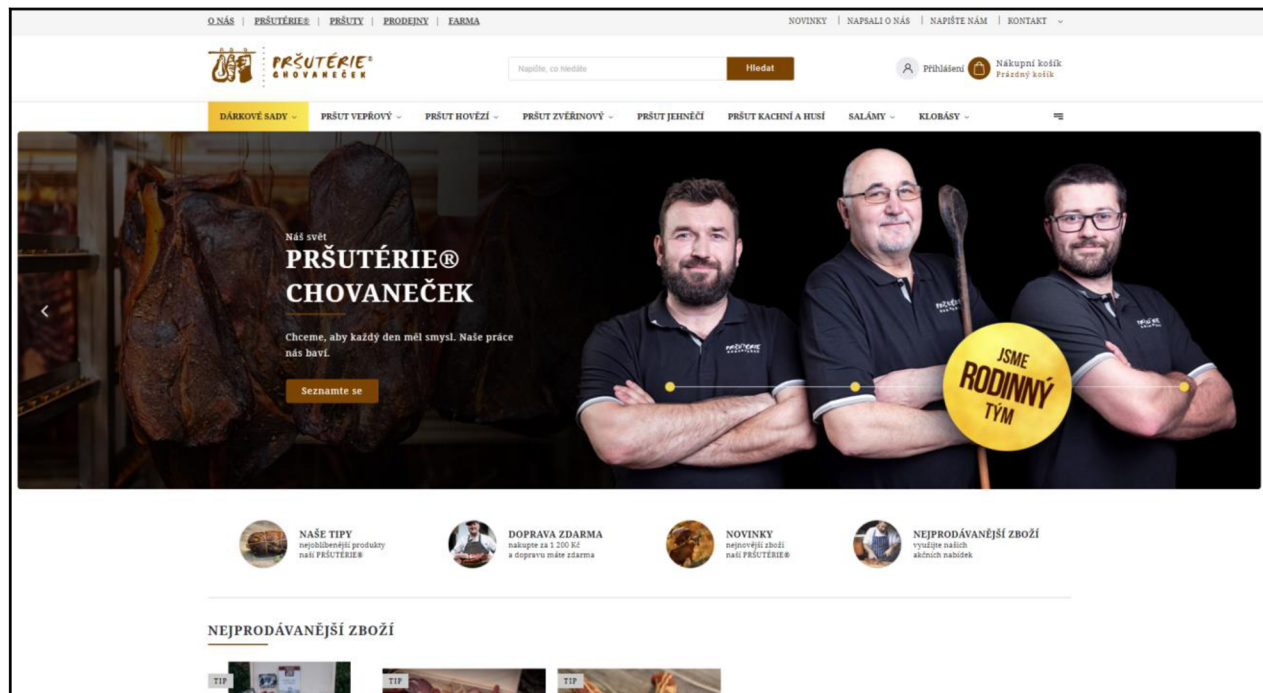 O NÁS | PRŠUTÉRIE® | PRŠUTY | PRODEJNY | FARMA
NOVINKY | NAPSALI O NÁS | NAPIŠTE NÁM | KONTAKT
PRŠUTÉRIE®
CHOVANEČEK
Napište, co hledáte
Hledat
Přihlášení
Nákupní košík
Prázdný košík
DÁRKOVÉ SADY
PRŠUT VEPŘOVÝ
PRŠUT HOVĚZÍ
PRŠUT ZVĚŘINOVÝ
PRŠUT JEHNĚČÍ
PRŠUT KACHNÍ A HUSÍ
SALÁMY
KLOBÁSY
Náš svět
PRŠUTÉRIE®
CHOVANEČEK
Chceme, aby každý den měl smysl. Naše práce
nás baví.
Seznamte se
JSME
RODINNÝ
TÝM
NAŠE TIPY
nejoblíbenější produkty
naší PRŠUTÉRIE®
DOPRAVA ZDARMA
nakupte za 1 200 Kč
a dopravu máte zdarma
NOVINKY
nejnovější zboží
naší PRŠUTÉRIE®
NEJPRODÁVANĚJŠÍ ZBOŽÍ
využijte našich
akčních nabídek
NEJPRODÁVANĚJŠÍ ZBOŽÍ
TIP
TIP
TIP